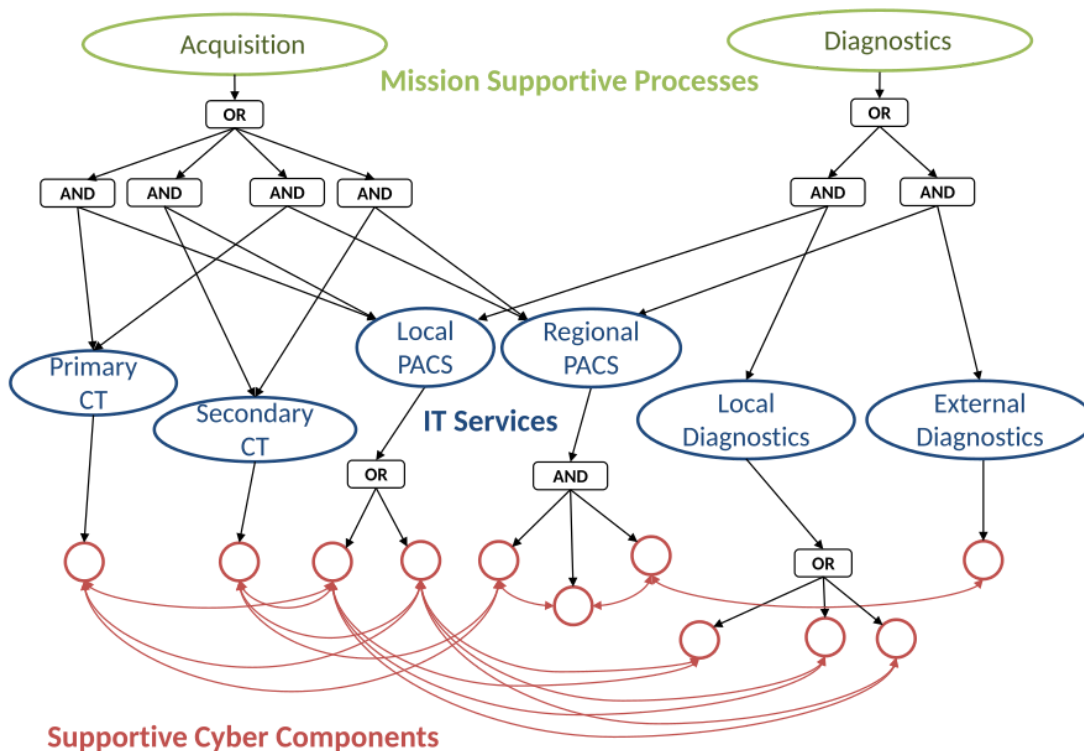 Acquisition
Diagnostics
Mission Supportive Processes
OR
OR
AND
AND
AND
AND
AND
AND
Local
PACS
Regional
PACS
Primary
CT
Secondary
CT
IT Services
Local
Diagnostics
External
Diagnostics
OR
AND
OR
Supportive Cyber Components